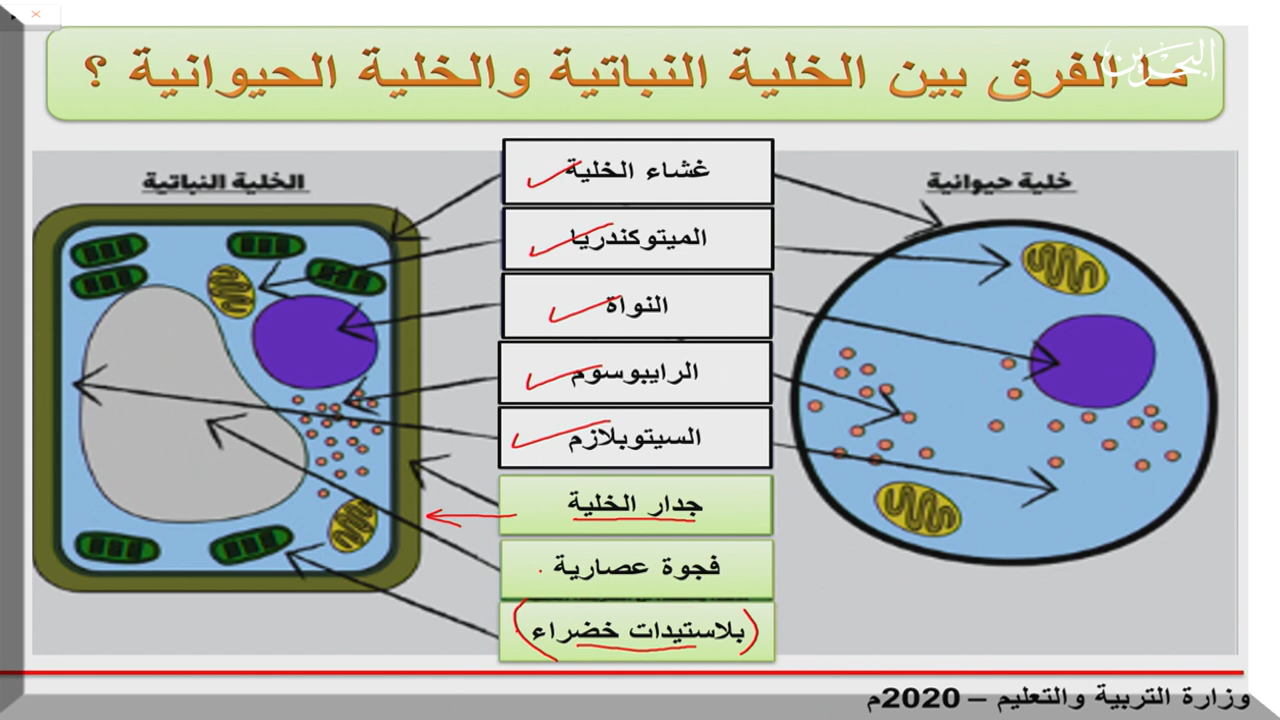 ما الفرق بين الخلية النباتية والخلية الحيوانية ؟
البحرين
خلية حيوانية
الخلية النباتية
غشاء الخلية
الميتوكندريا
النواة
الرايبوسوم
السيتوبلازم
جدار الخلية
فجوة عصارية
بلاستيدات خضراء
وزارة التربية والتعليم – 2020م